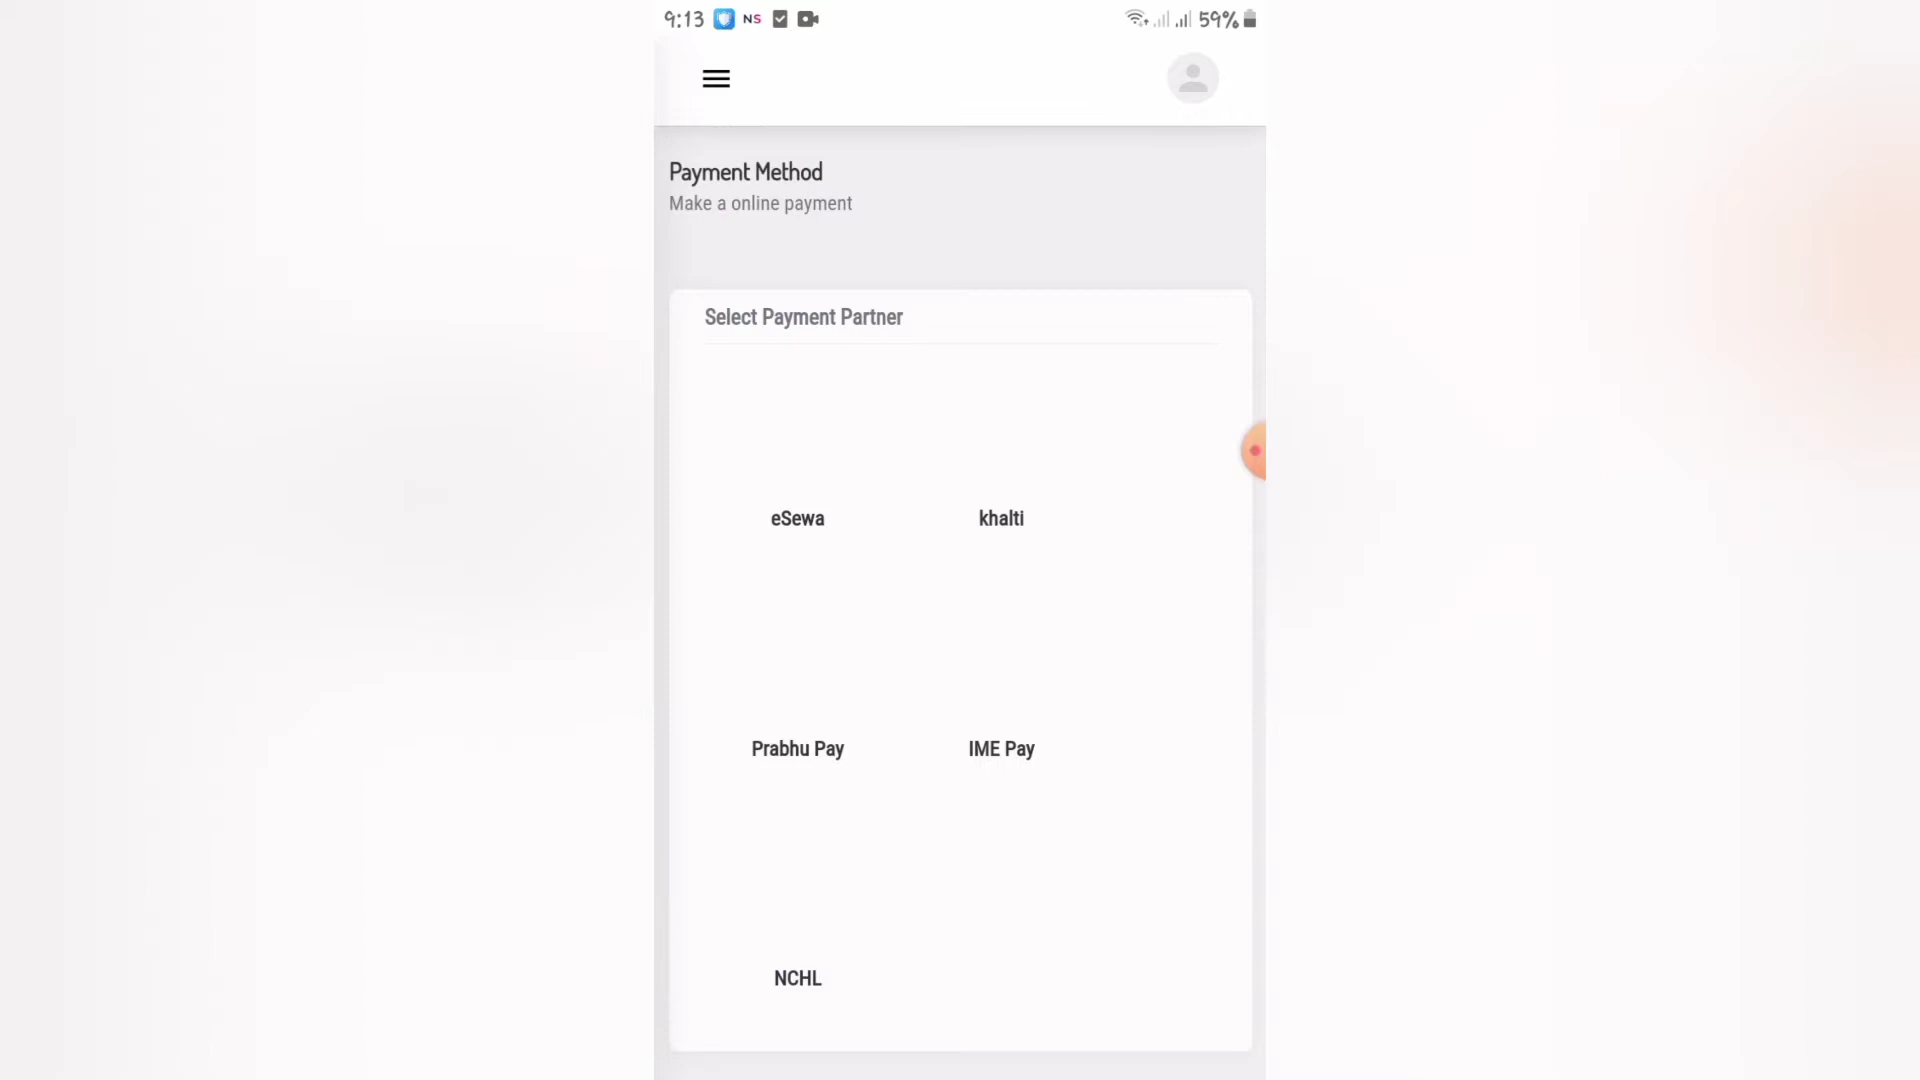 9:13 NS 59%
Payment Method
Make a online payment
Select Payment Partner
eSewa khalti
Prabhu Pay IME Pay
NCHL